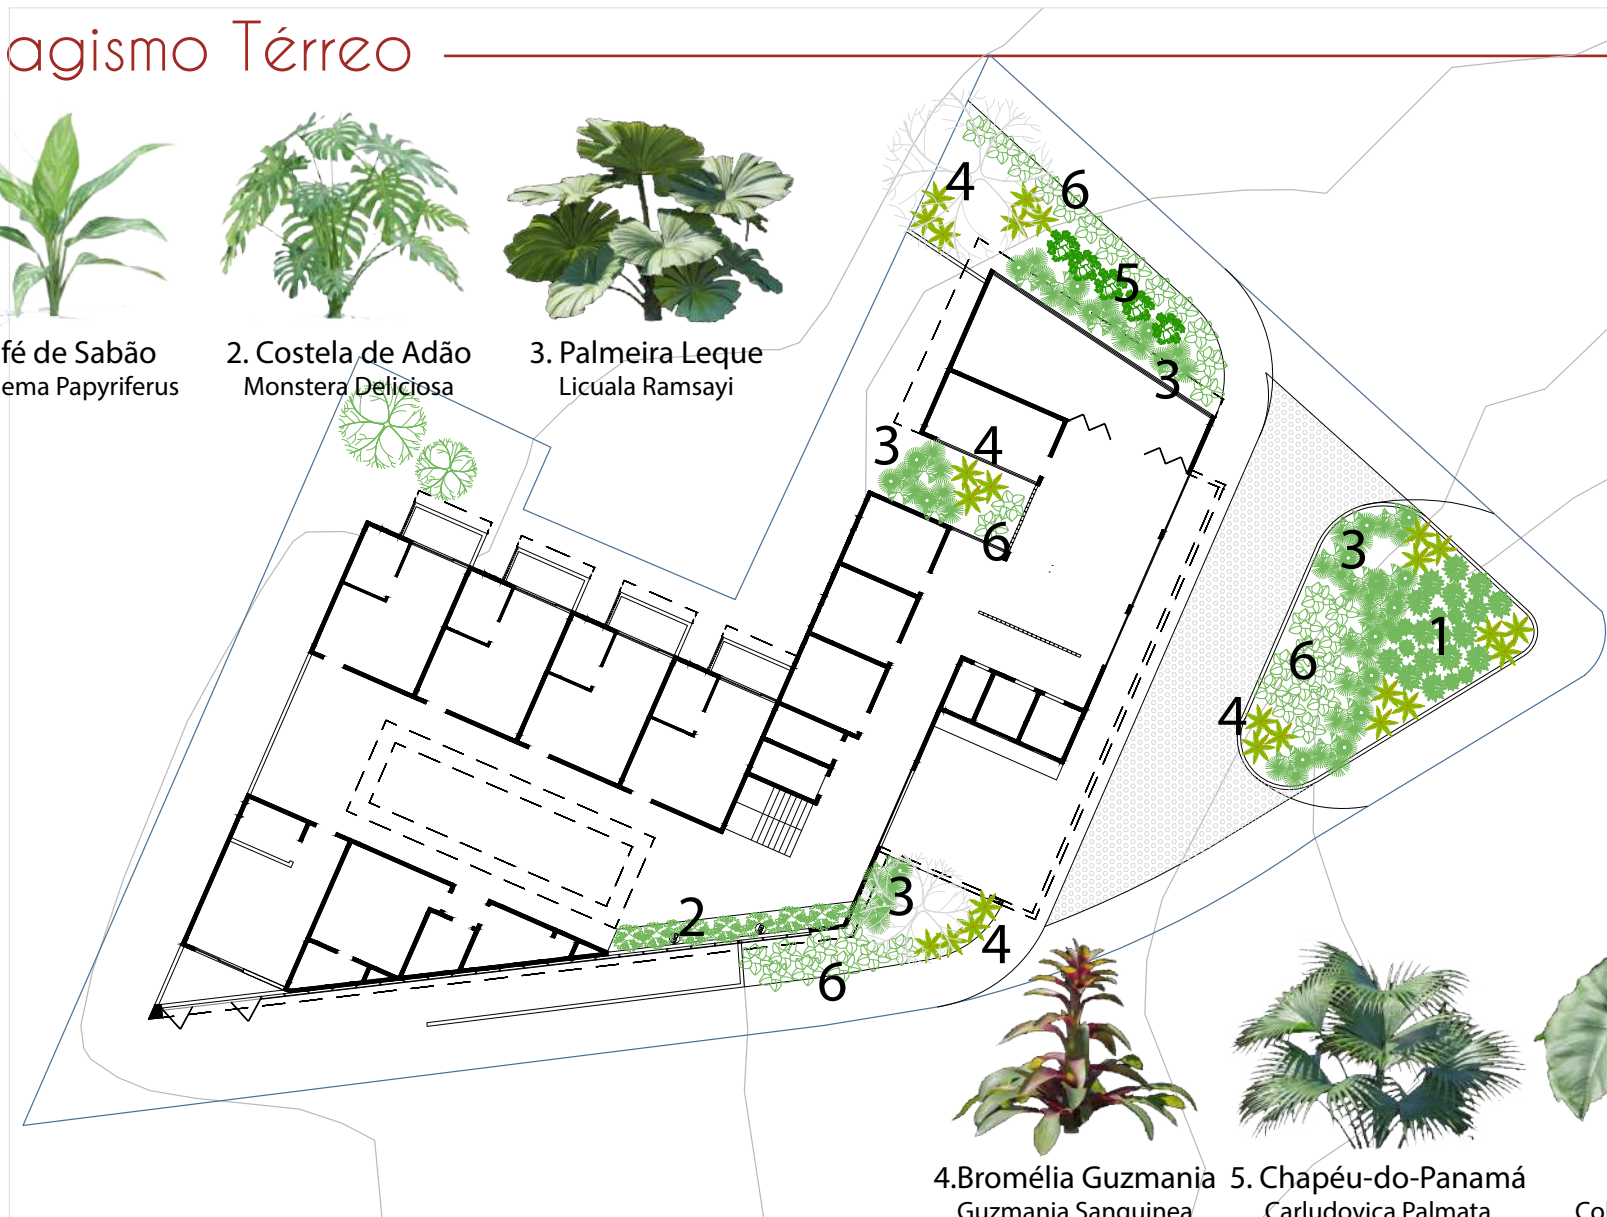 agismo Térreo
fé de Sabão
ema Papyriferus
2. Costela de Adão
Monstera Deliciosa
3. Palmeira Leque
Licuala Ramsayi
4
6
5
3
3
4
6
3
1
6
4
2
3
4
6
4.Bromélia Guzmania
Guzmania Sanguinea
5. Chapéu-do-Panamá
Carludovica Palmata
Col